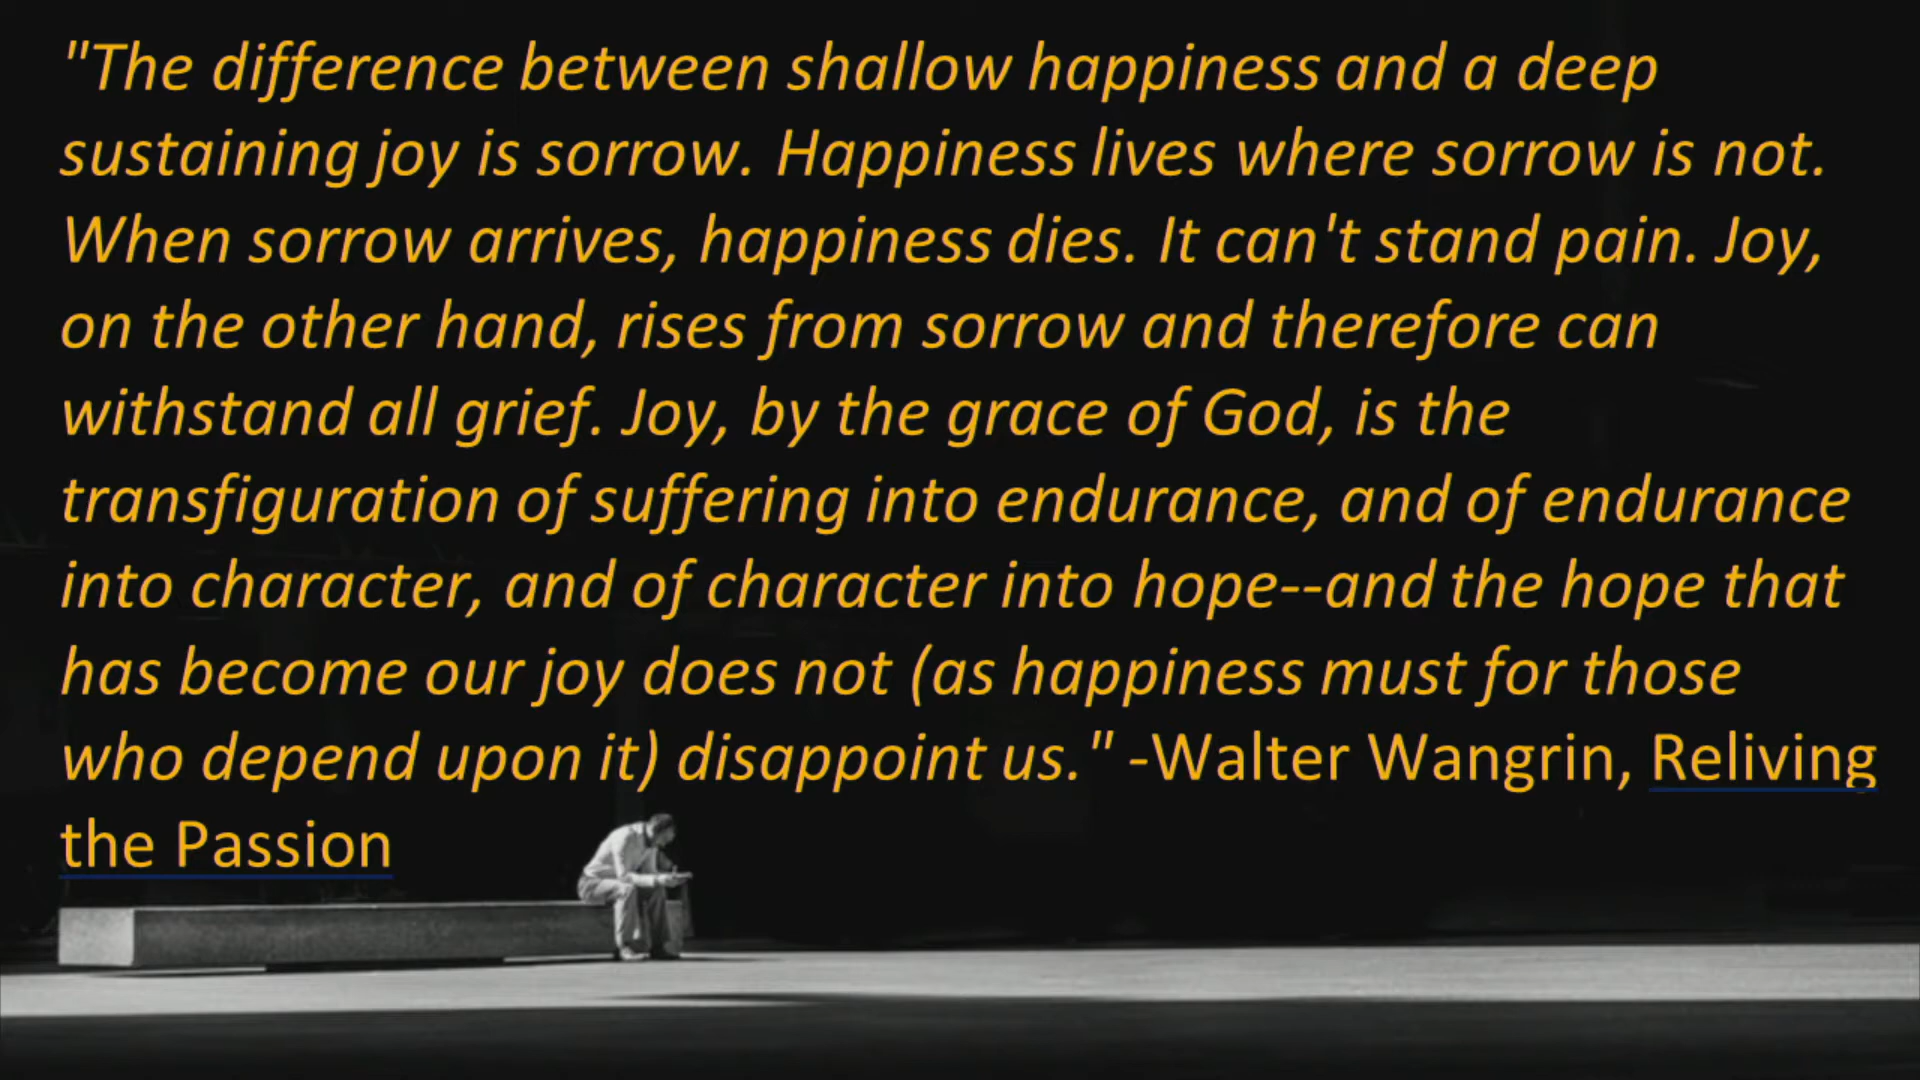 "The difference between shallow happiness and a deep
sustaining joy is sorrow. Happiness lives where sorrow is not.
When sorrow arrives, happiness dies. It can't stand pain. Joy,
on the other hand, rises from sorrow and therefore can
withstand all grief. Joy, by the grace of God, is the
transfiguration of suffering into endurance, and of endurance
into character, and of character into hope--and the hope that
has become our joy does not (as happiness must for those
who depend upon it) disappoint us." -Walter Wangrin, Reliving
the Passion